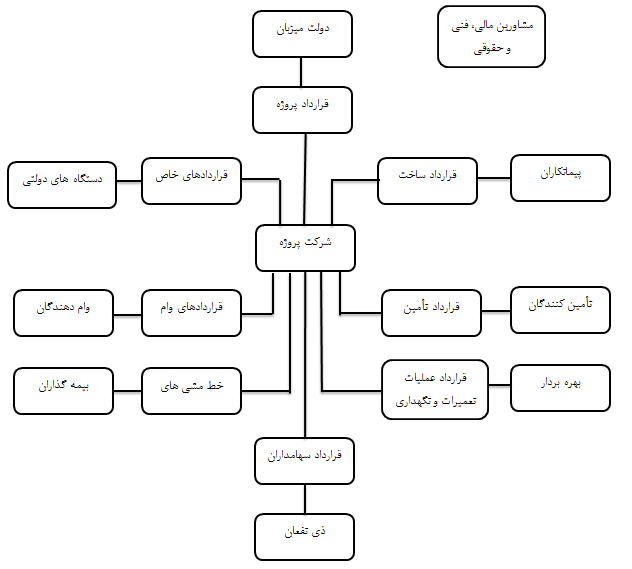 دولت میزبان
مشاورین مالی، فنی
و حقوقی
قرارداد پروژه
پیمانکاران
قرارداد ساخت
قراردادهای خاص
دستگاه های دولتی
شرکت پروژه
تأمین کنندگان
قرارداد تأمین
قراردادهای وام
وام دهندگان
بهره بردار
قرارداد عملیات
تعمیرات و نگهداری
خط مشی های
بیمه گذاران
قرارداد سهامداران
ذی نفعان